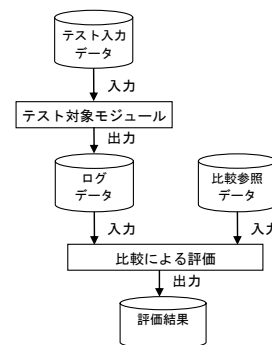 テスト入力
データ
入力
テスト対象モジュール
出力
ログ
データ
比較参照
データ
入力
入力
比較による評価
出力
評価結果